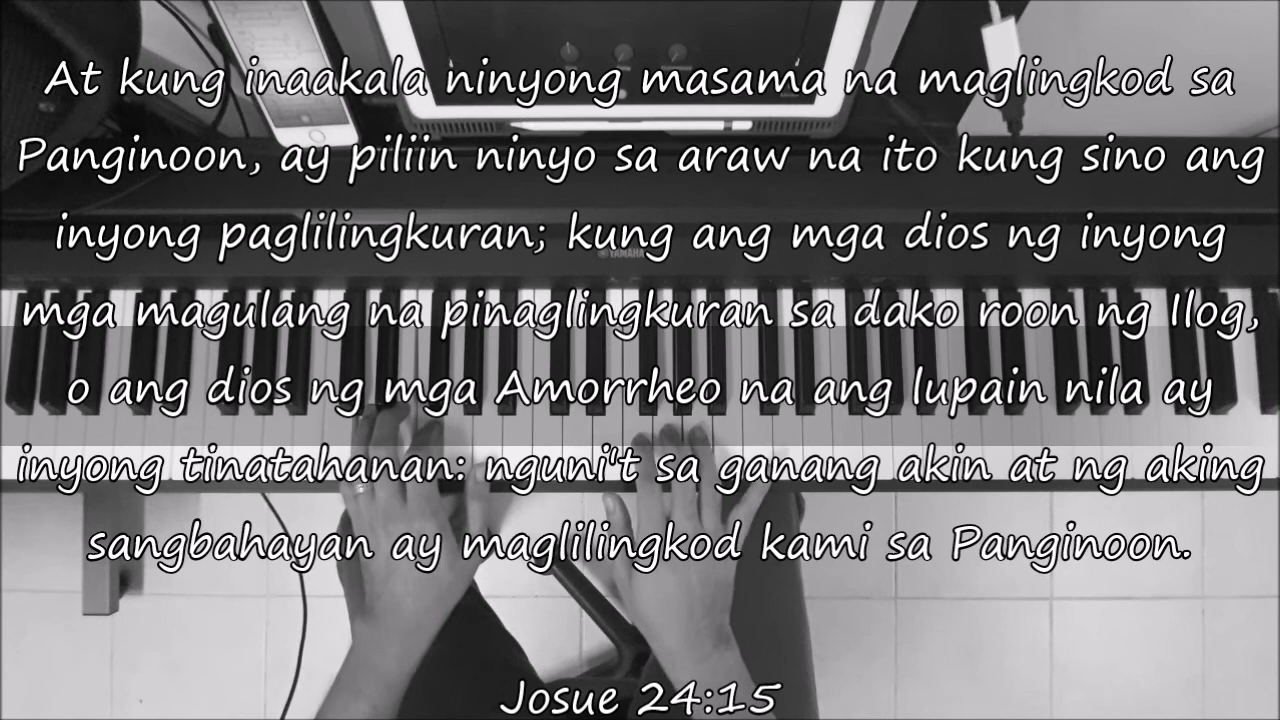 At kung inaakala ninyong masama na maglingkod sa
Panginoon, ay piliin ninyo sa araw na ito kung sino ang
inyong paglilingkuran; kung ang mga dios ng inyong
YAMAHA
mga magulang na pinaglingkuran sa dako roon ng Ilog,
o ang dios ng mga Amorrheo na ang lupain nila ay
inyong tinatahanan: nguni't sa ganang akin at ng aking
sangbahayan ay maglilingkod kami sa Panginoon.
Josue 24:15